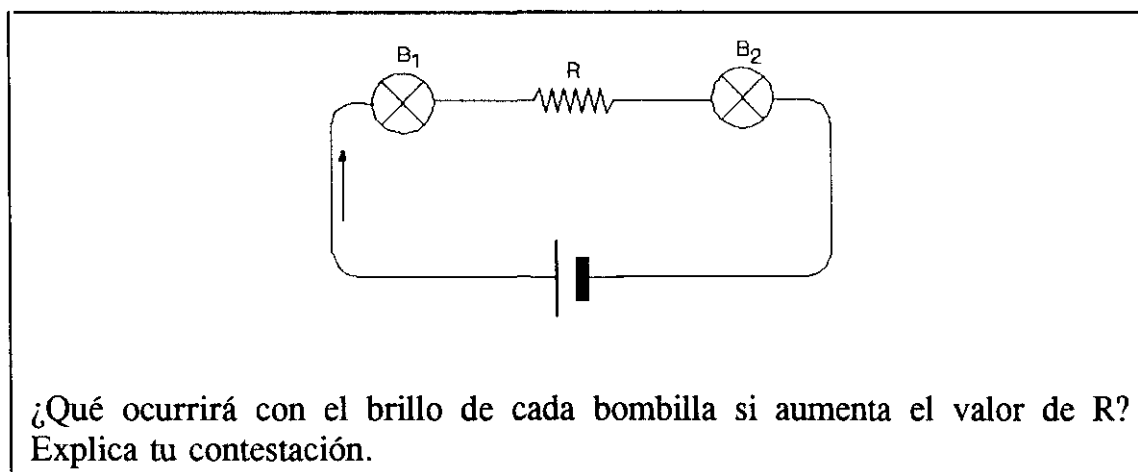 B₁
R
B₂
¿Qué ocurrirá con el brillo de cada bombilla si aumenta el valor de R?
Explica tu contestación.